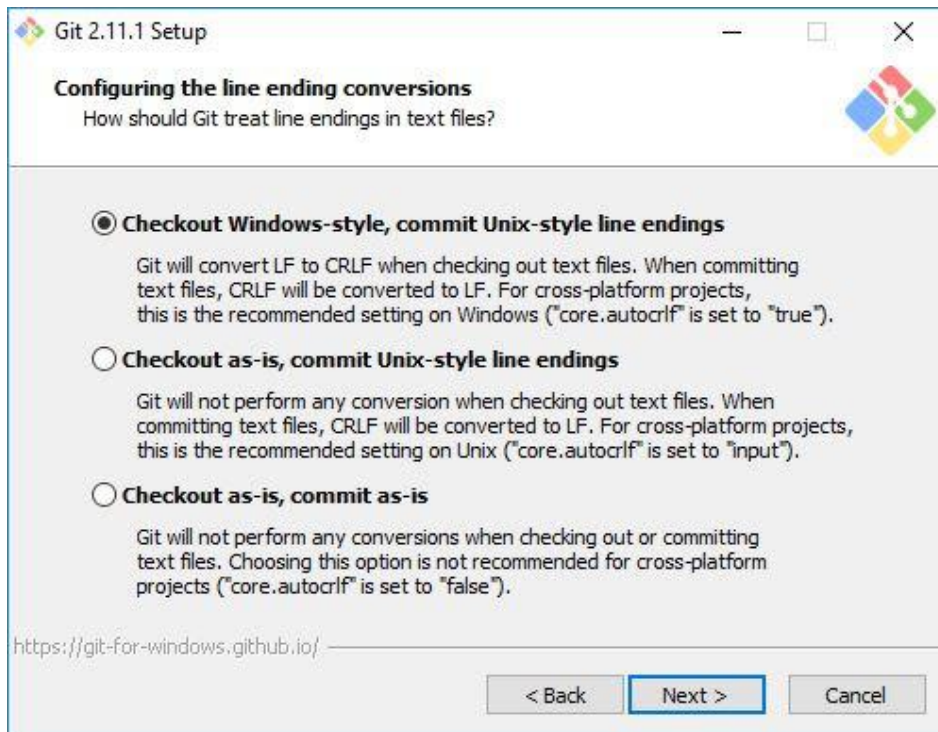 Git 2.11.1 Setup
Configuring the line ending conversions
How should Git treat line endings in text files?
Checkout Windows-style, commit Unix-style line endings
Git will convert LF to CRLF when checking out text files. When committing
text files, CRLF will be converted to LF. For cross-platform projects,
this is the recommended setting on Windows ("core.autocrlf" is set to "true").
Checkout as-is, commit Unix-style line endings
Git will not perform any conversion when checking out text files. When
committing text files, CRLF will be converted to LF. For cross-platform projects,
this is the recommended setting on Unix ("core.autocrlf" is set to "input").
Checkout as-is, commit as-is
Git will not perform any conversions when checking out or committing
text files. Choosing this option is not recommended for cross-platform
projects ("core.autocrlf" is set to "false").
https://git-for-windows.github.io/
< Back Next > Cancel